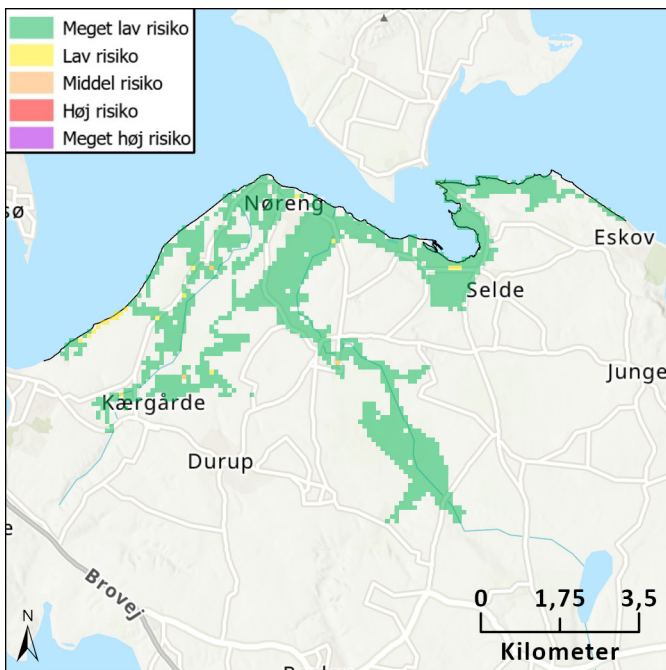 Meget lav risiko
Lav risiko
Middel risiko
Høj risiko
Meget høj risiko
sø
Nøreng
Eskov
Selde
Junge
Kærgårde
Durup
e
Brovej
N
0 1,75 3,5
Kilometer